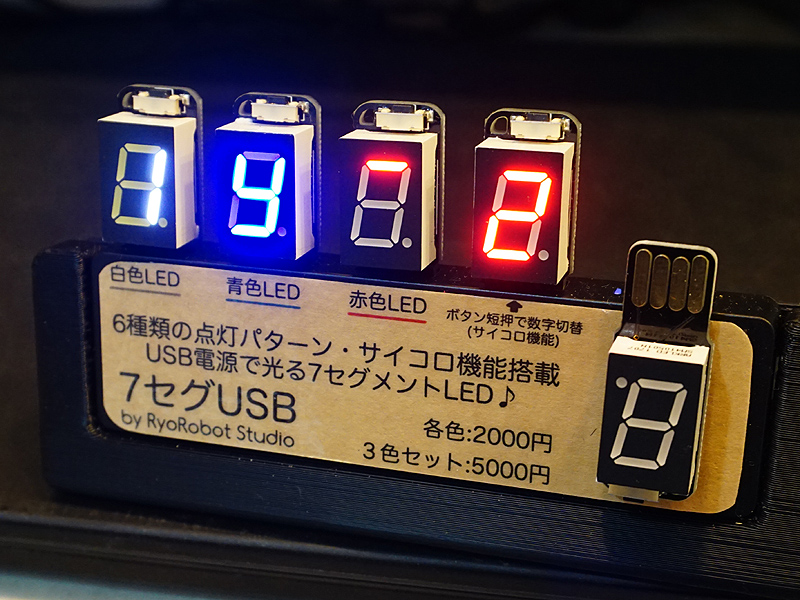 白色LED
青色LED
赤色LED
ボタン短押で数字切替
(サイコロ機能)
6種類の点灯パターン・サイコロ機能搭載
USB電源で光る7セグメントLED♪
7セグUSB
by RyoRobot Studio
各色:2000円
3色セット:5000円